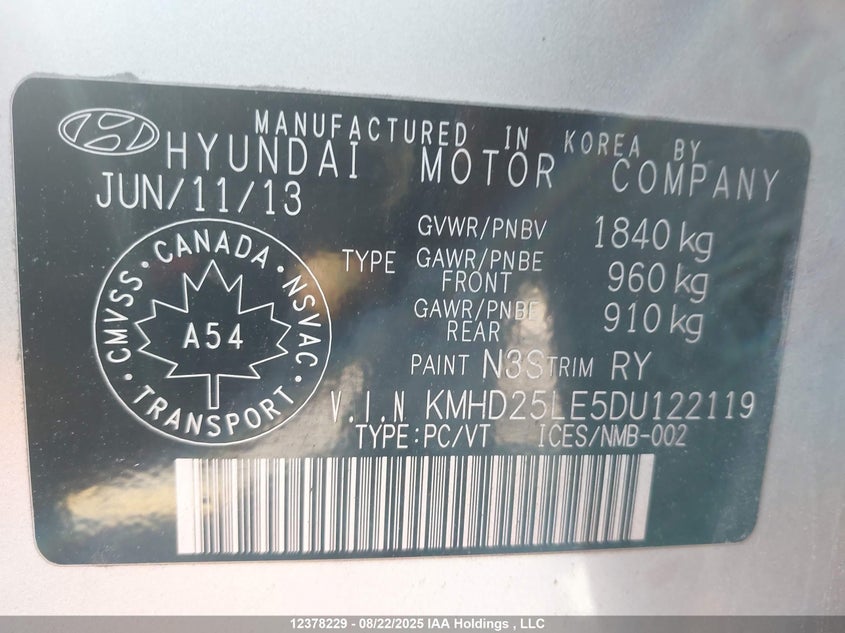 MANUFACTURED IN KOREA BY
HYUNDAI MOTOR COMPANY
JUN/11/13
GVWR/PNBV 1840 kg
TYPE GAWR/PNBE FRONT 960 kg
GAWR/PNBE REAR 910 kg
CANADA · NSVAC · TRANSPORT · CMVSS ·
A54
PAINT N3S TRIM RY
V.I.N KMHD25LE5DU122119
TYPE:PC/VT ICES/NMB-002
12378229 - 08/22/2025 IAA Holdings , LLC